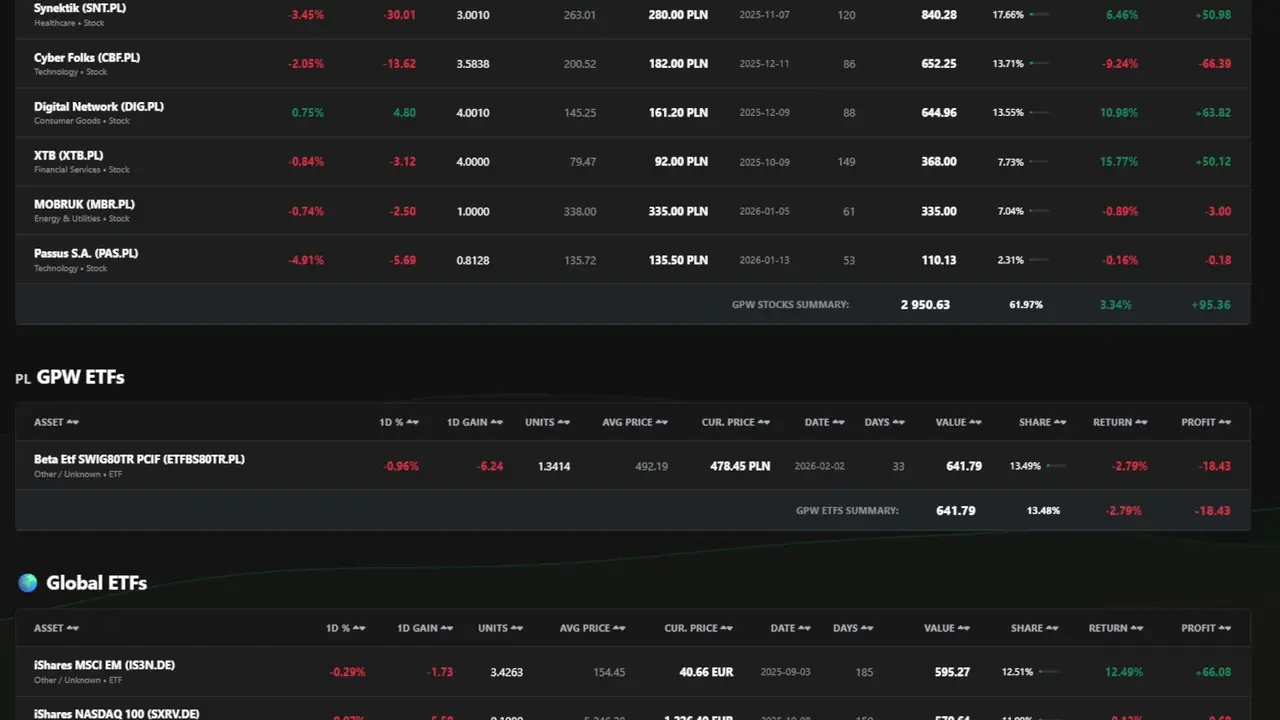 Synektik (SNT.PL) -3.45% -30.01 3.0010 263.01 280.00 PLN 2025-11-07 120 840.28 17.66% 6.46% +50.98
Healthcare • Stock
Cyber Folks (CBF.PL) -2.05% -13.62 3.5838 200.52 182.00 PLN 2025-12-11 86 652.25 13.71% -9.24% -66.39
Technology • Stock
Digital Network (DIG.PL) 0.75% 4.80 4.0010 145.25 161.20 PLN 2025-12-09 88 644.96 13.55% 10.98% +63.82
Consumer Goods • Stock
XTB (XTB.PL) -0.84% -3.12 4.0000 79.47 92.00 PLN 2025-10-09 149 368.00 7.73% 15.77% +50.12
Financial Services • Stock
MOBRUK (MBR.PL) -0.74% -2.50 1.0000 338.00 335.00 PLN 2026-01-05 61 335.00 7.04% -0.89% -3.00
Energy & Utilities • Stock
Passus S.A. (PAS.PL) -4.91% -5.69 0.8128 135.72 135.50 PLN 2026-01-13 53 110.13 2.31% -0.16% -0.18
Technology • Stock
GPW STOCKS SUMMARY: 2 950.63 61.97% 3.34% +95.36
PL GPW ETFs
ASSET 1D % 1D GAIN UNITS AVG PRICE CUR. PRICE DATE DAYS VALUE SHARE RETURN PROFIT
Beta Etf SWIG80TR PCIF (ETFBS80TR.PL) -0.96% -6.24 1.3414 492.19 478.45 PLN 2026-02-02 33 641.79 13.49% -2.79% -18.43
Other / Unknown • ETF
GPW ETFS SUMMARY: 641.79 13.48% -2.79% -18.43
Global ETFs
ASSET 1D % 1D GAIN UNITS AVG PRICE CUR. PRICE DATE DAYS VALUE SHARE RETURN PROFIT
iShares MSCI EM (IS3N.DE) -0.29% -1.73 3.4263 154.45 40.66 EUR 2025-09-03 185 595.27 12.51% 12.49% +66.08
Other / Unknown • ETF
iShares NASDAQ 100 (SXRV.DE)